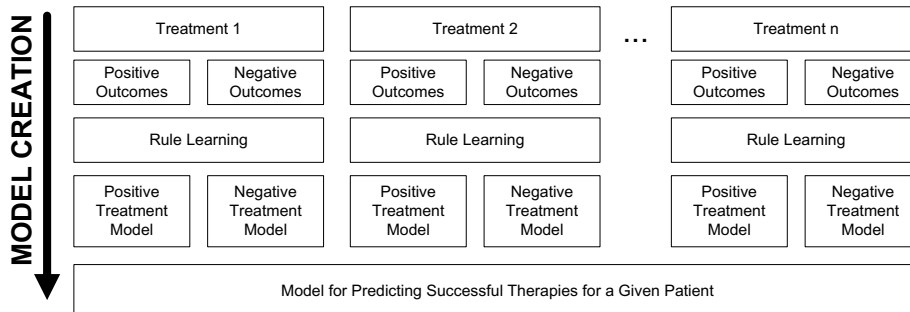 MODEL CREATION
Treatment 1
Treatment 2
...
Treatment n
Positive
Outcomes
Negative
Outcomes
Positive
Outcomes
Negative
Outcomes
Positive
Outcomes
Negative
Outcomes
Rule Learning
Rule Learning
Rule Learning
Positive
Treatment
Model
Negative
Treatment
Model
Positive
Treatment
Model
Negative
Treatment
Model
Positive
Treatment
Model
Negative
Treatment
Model
Model for Predicting Successful Therapies for a Given Patient